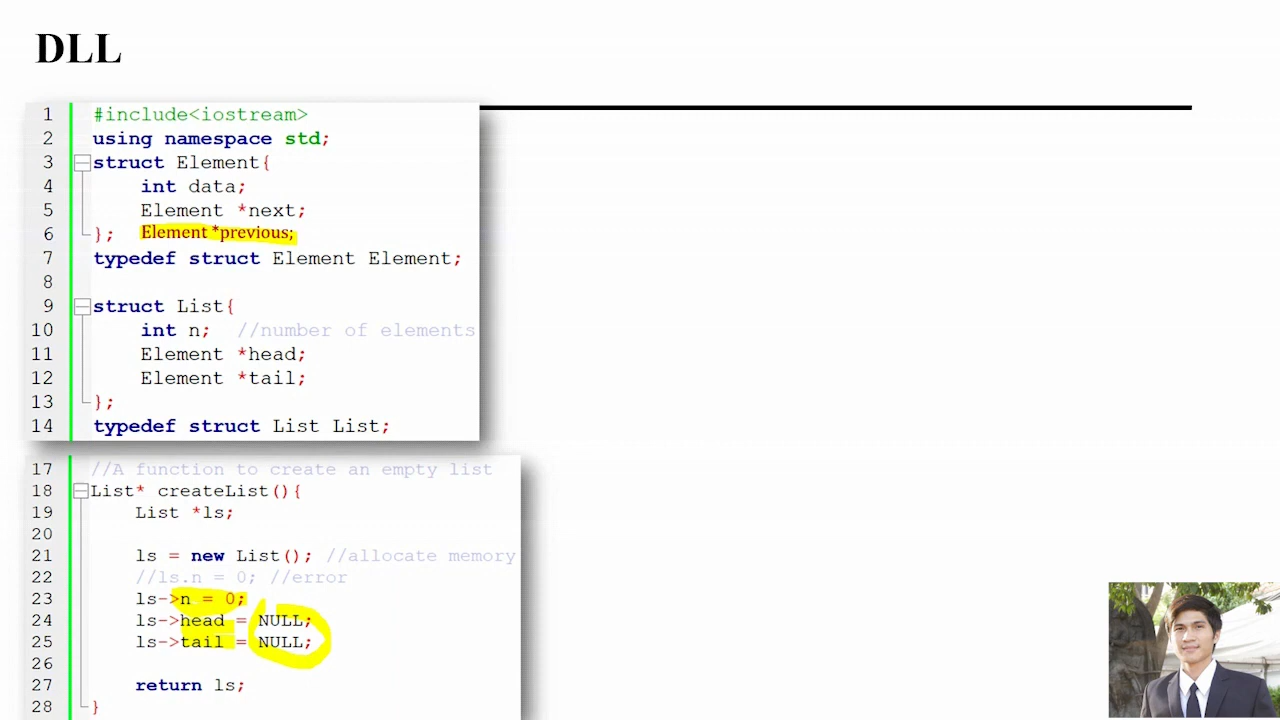 DLL
1 #include<iostream>
2 using namespace std;
3 struct Element{
4 int data;
5 Element *next;
6 }; Element *previous;
7 typedef struct Element Element;
8
9 struct List{
10 int n; //number of elements
11 Element *head;
12 Element *tail;
13 };
14 typedef struct List List;
17 //A function to create an empty list
18 List* createList(){
19 List *ls;
20
21 ls = new List(); //allocate memory
22 //ls.n = 0; //error
23 ls->n = 0;
24 ls->head = NULL;
25 ls->tail = NULL;
26
27 return ls;
28 }